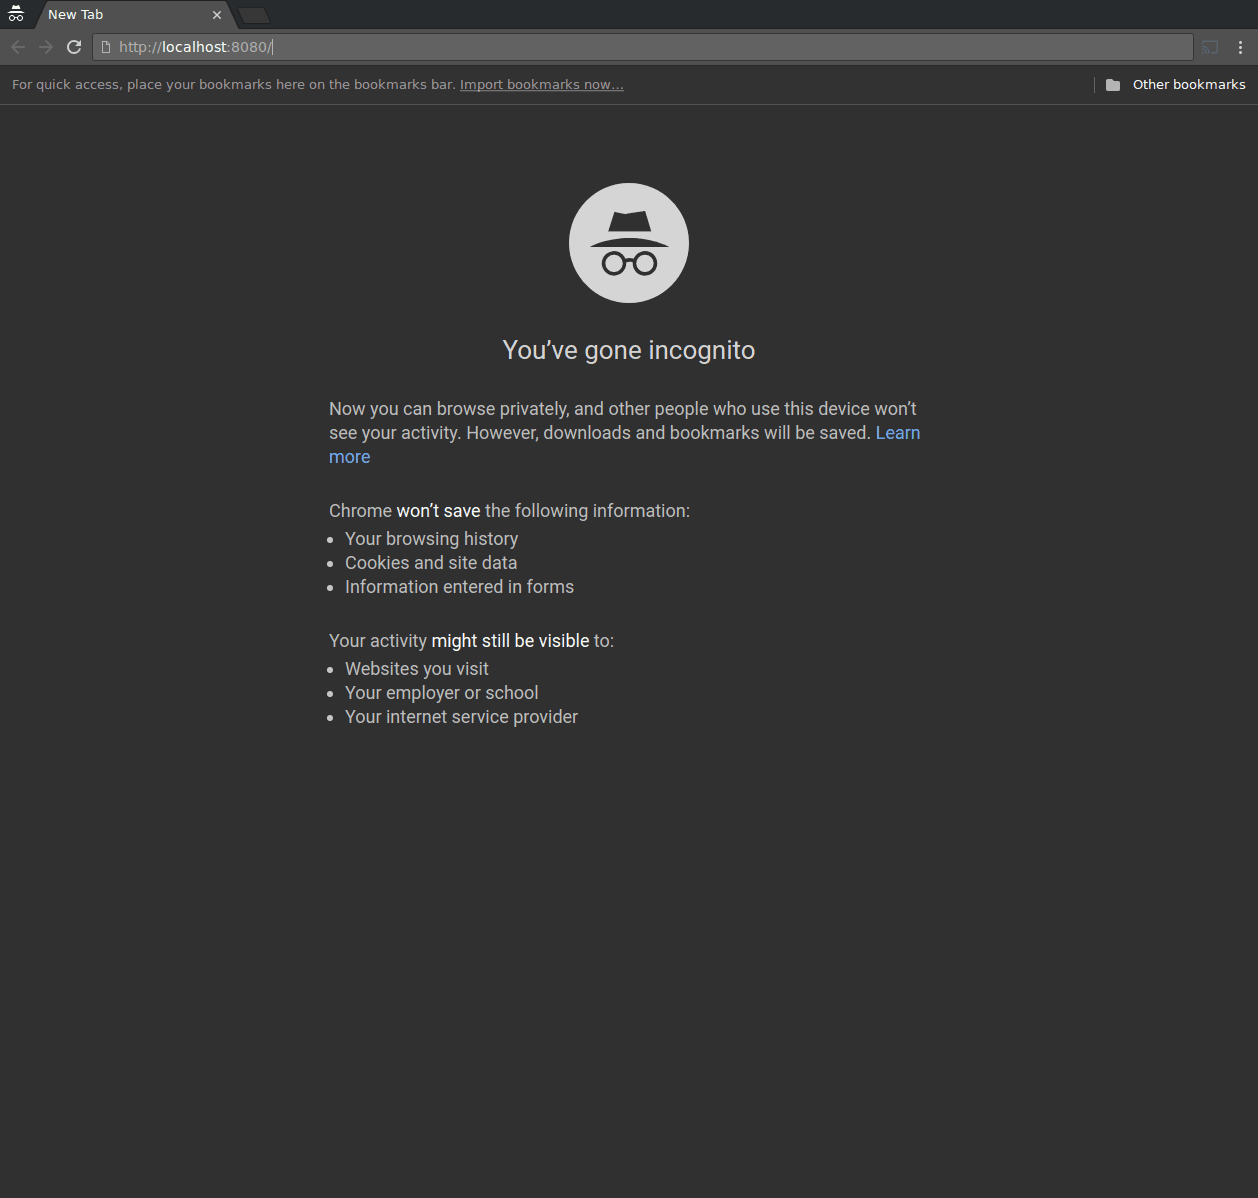 New Tab
http://localhost:8080/
For quick access, place your bookmarks here on the bookmarks bar. Import bookmarks now... Other bookmarks
You’ve gone incognito
Now you can browse privately, and other people who use this device won’t
see your activity. However, downloads and bookmarks will be saved. Learn
more
Chrome won’t save the following information:
• Your browsing history
• Cookies and site data
• Information entered in forms
Your activity might still be visible to:
• Websites you visit
• Your employer or school
• Your internet service provider